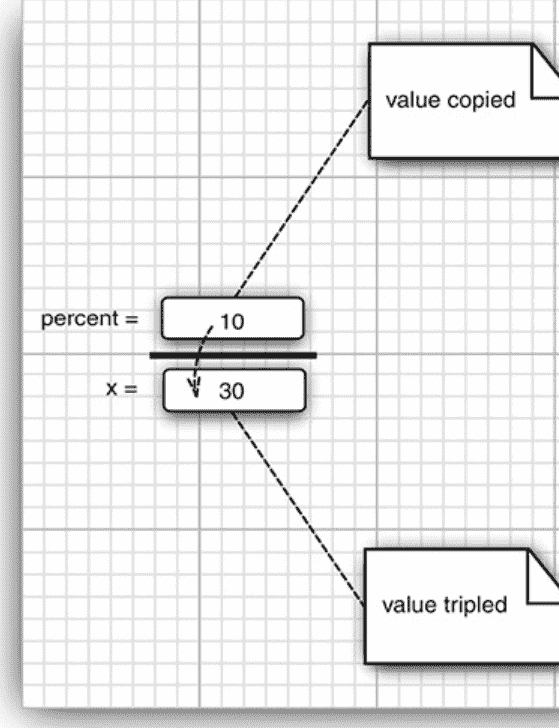 value copied
percent = 10
x = 30
value tripled